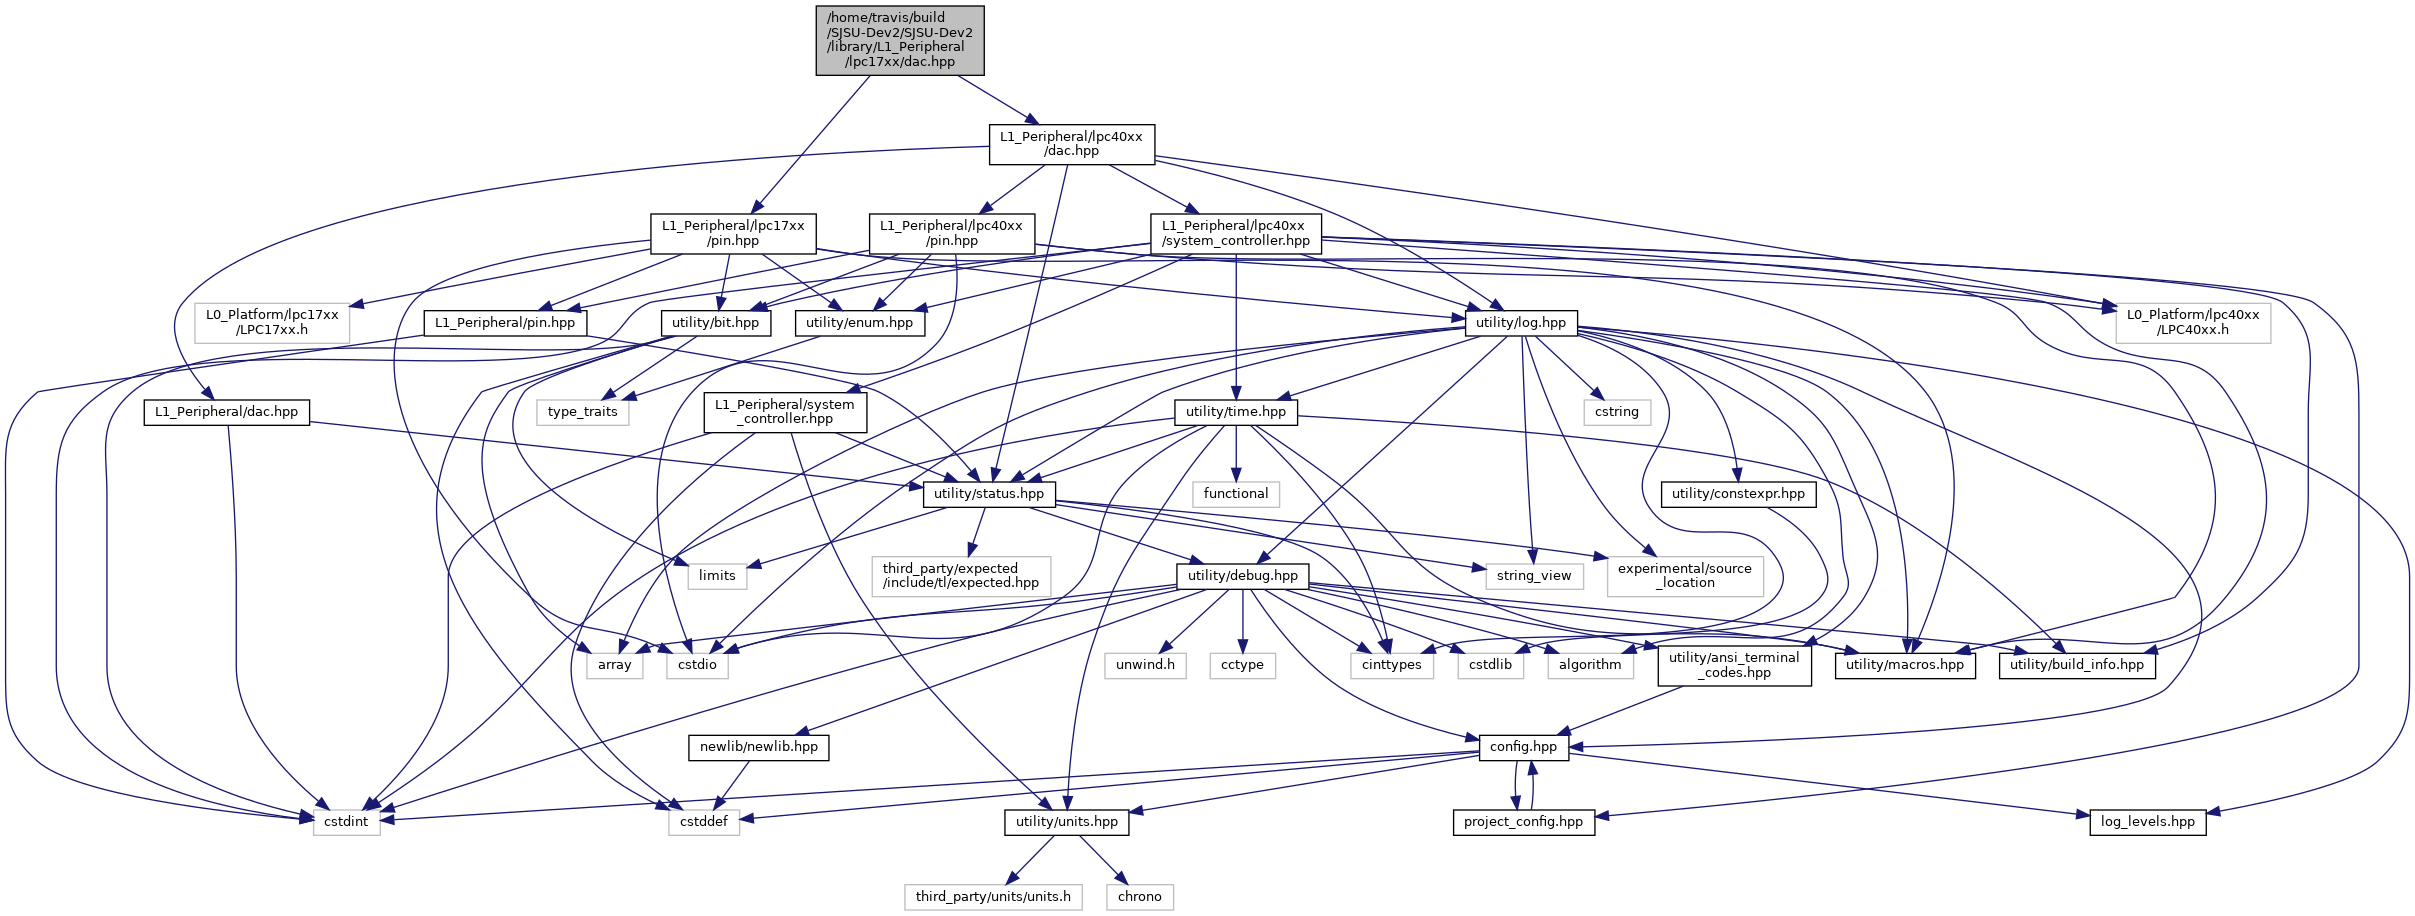 /home/travis/build
/SJSU-Dev2/SJSU-Dev2
/library/L1_Peripheral
/lpc17xx/dac.hpp
L1_Peripheral/lpc40xx
/dac.hpp
L1_Peripheral/lpc17xx
/pin.hpp
L1_Peripheral/lpc40xx
/pin.hpp
L1_Peripheral/lpc40xx
/system_controller.hpp
L0_Platform/lpc17xx
/LPC17xx.h
L1_Peripheral/pin.hpp
utility/bit.hpp
utility/enum.hpp
utility/log.hpp
L0_Platform/lpc40xx
/LPC40xx.h
L1_Peripheral/dac.hpp
type_traits
L1_Peripheral/system
_controller.hpp
utility/time.hpp
cstring
utility/status.hpp
functional
utility/constexpr.hpp
limits
third_party/expected
/include/tl/expected.hpp
utility/debug.hpp
string_view
experimental/source
_location
array
cstdio
unwind.h
cctype
cinttypes
cstdlib
algorithm
utility/ansi_terminal
_codes.hpp
utility/macros.hpp
utility/build_info.hpp
newlib/newlib.hpp
config.hpp
cstdint
cstddef
utility/units.hpp
project_config.hpp
log_levels.hpp
third_party/units/units.h
chrono